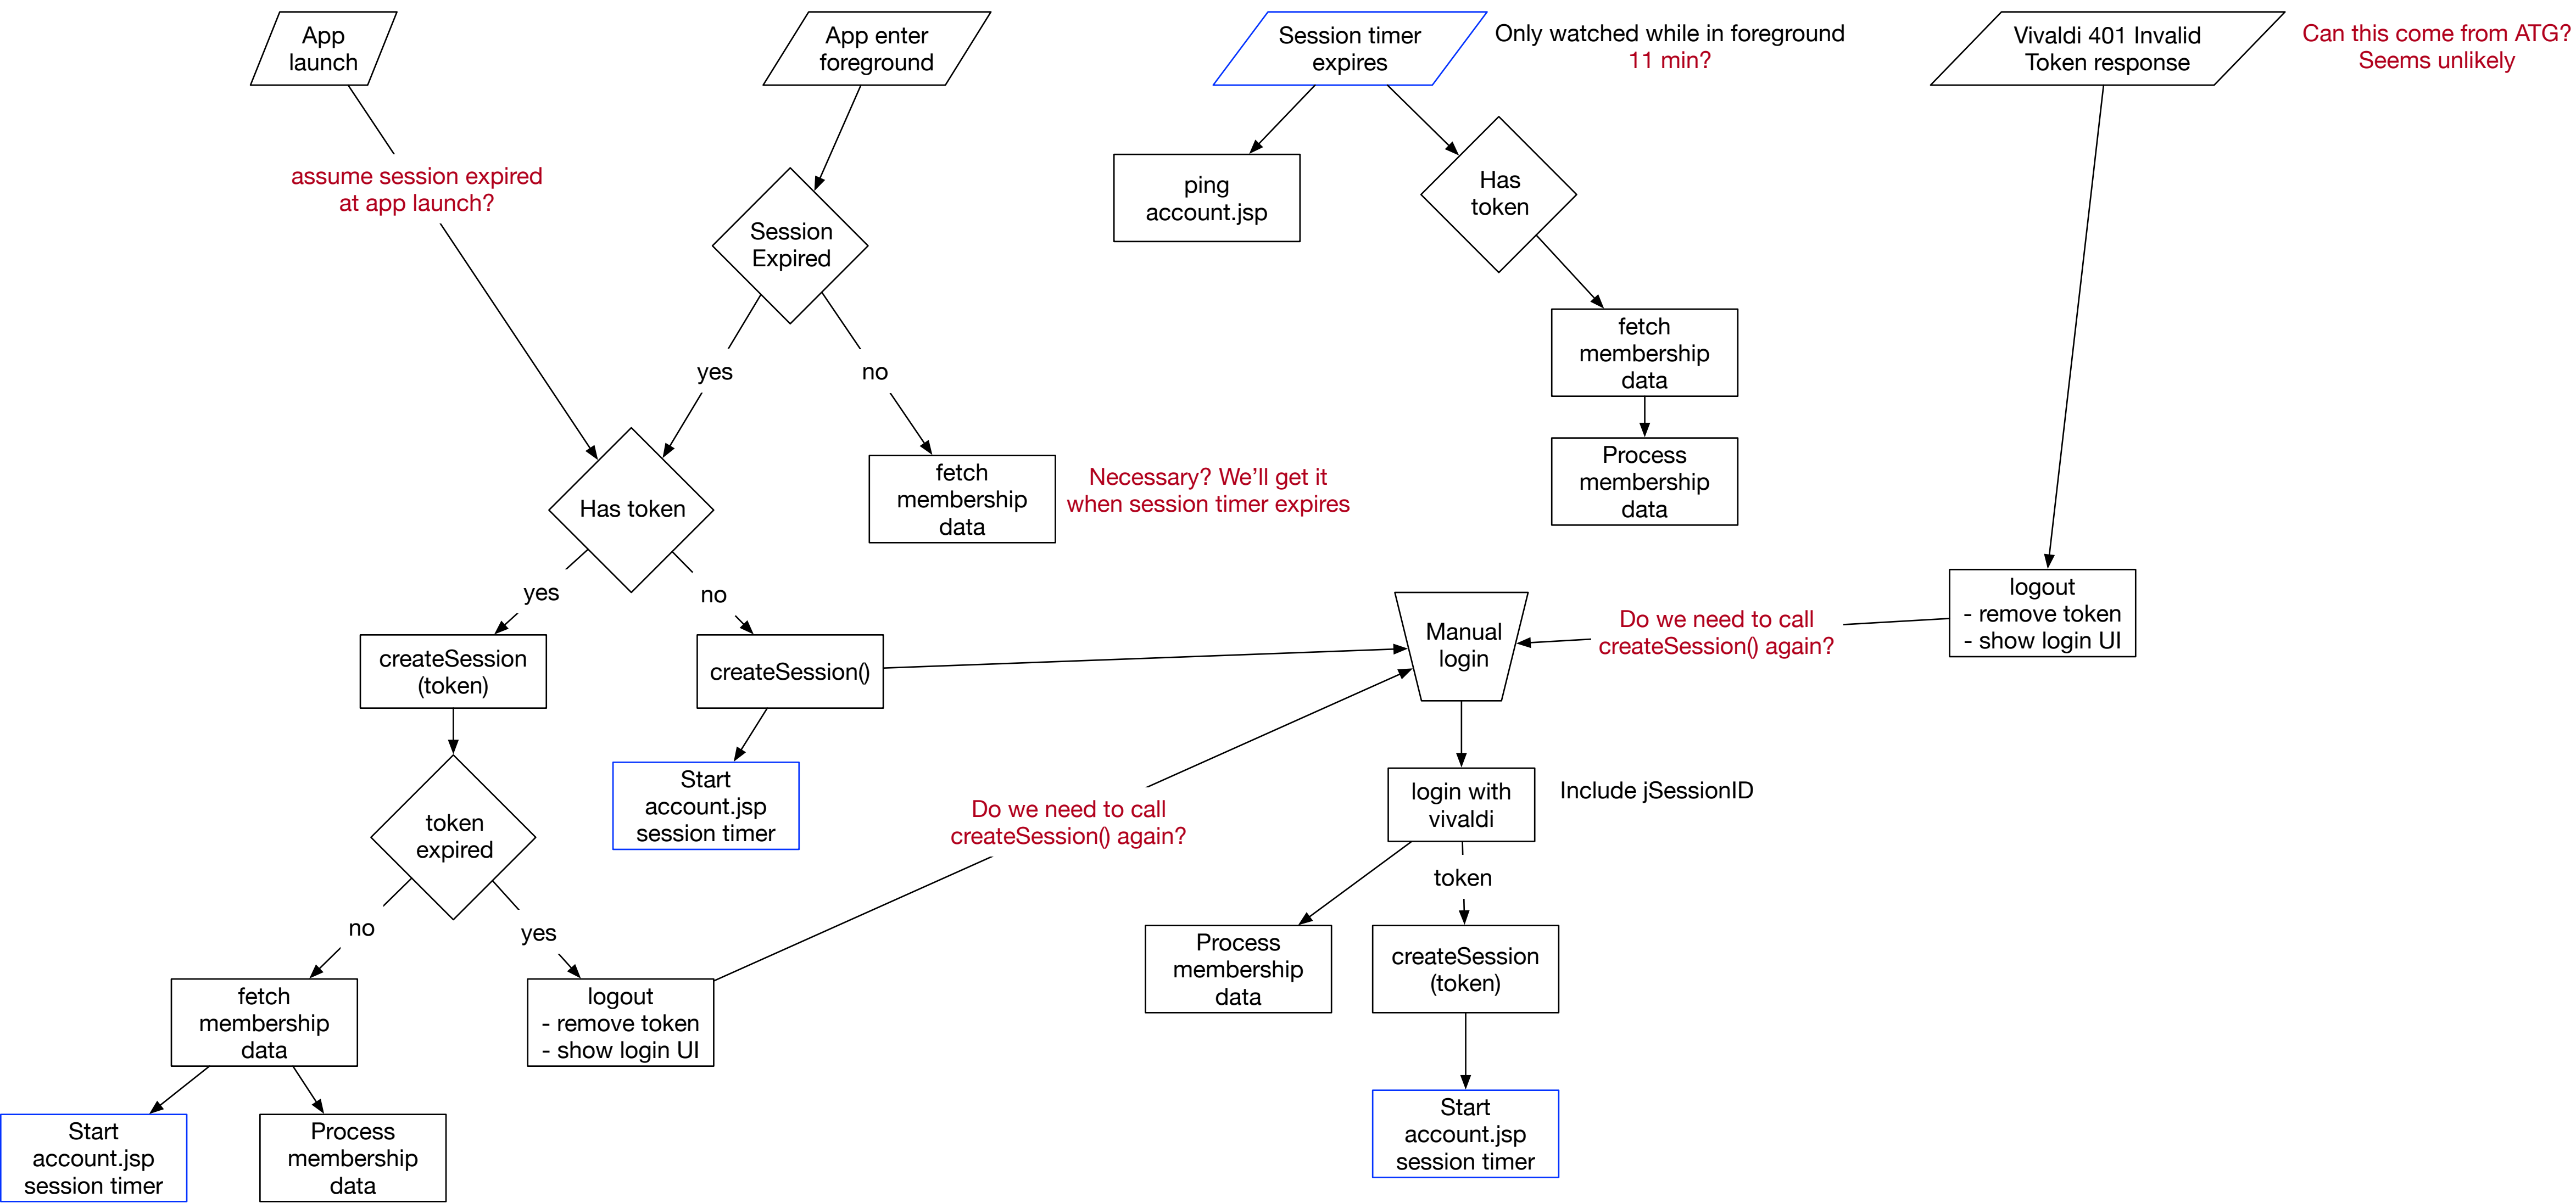 App
launch
App enter
foreground
Session timer
expires
Only watched while in foreground
11 min?
Vivaldi 401 Invalid
Token response
Can this come from ATG?
Seems unlikely
assume session expired
at app launch?
Session
Expired
ping
account.jsp
Has
token
yes
no
fetch
membership
data
Process
membership
data
Has token
fetch
membership
data
Necessary? We’ll get it
when session timer expires
yes
no
createSession
(token)
createSession()
Manual
login
Do we need to call
createSession() again?
logout
- remove token
- show login UI
Start
account.jsp
session timer
token
expired
Do we need to call
createSession() again?
login with
vivaldi
Include jSessionID
token
no
yes
fetch
membership
data
logout
- remove token
- show login UI
Process
membership
data
createSession
(token)
Start
account.jsp
session timer
Process
membership
data
Start
account.jsp
session timer